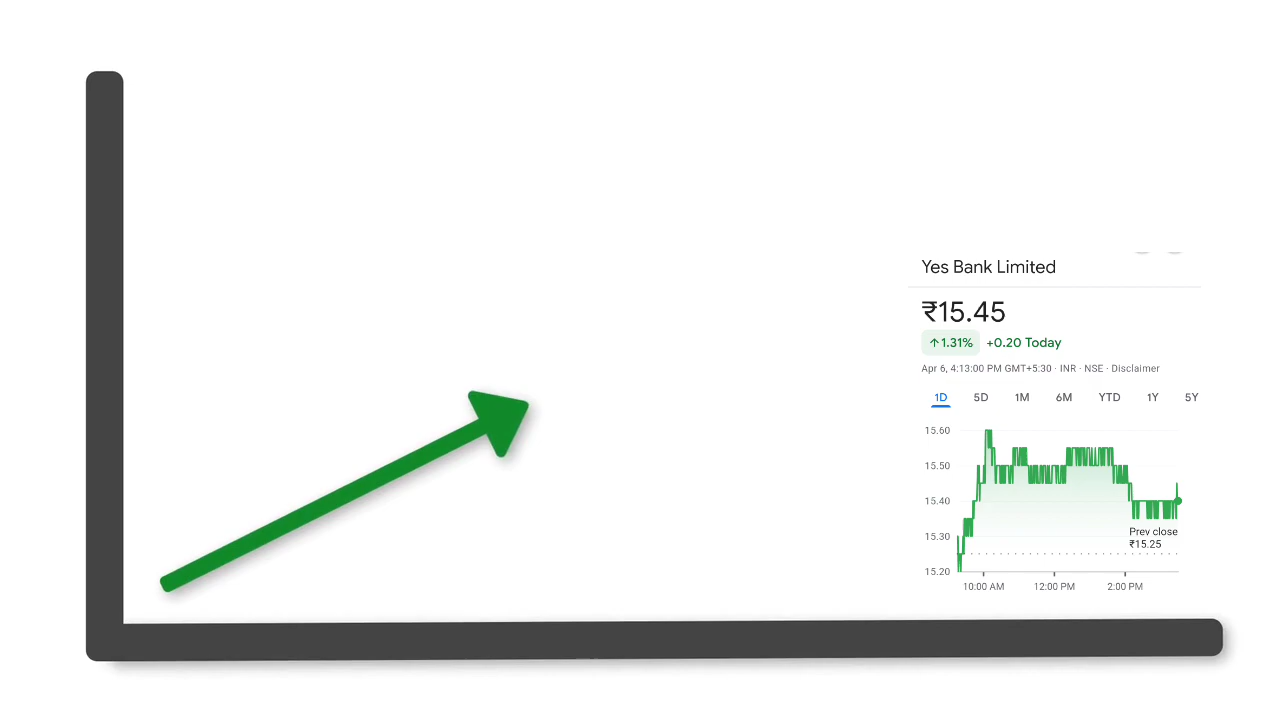 Yes Bank Limited
₹15.45
↑1.31% +0.20 Today
Apr 6, 4:13:00 PM GMT+5:30 · INR · NSE · Disclaimer
1D 5D 1M 6M YTD 1Y 5Y
15.60
15.50
15.40
15.30
15.20
Prev close
₹15.25
10:00 AM 12:00 PM 2:00 PM